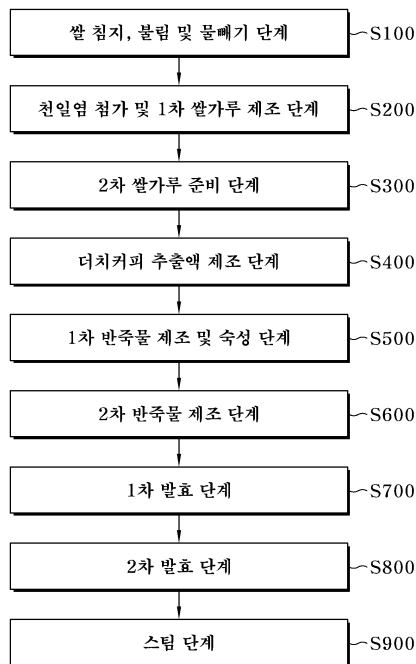 쌀 침지, 불림 및 물빼기 단계 S100
천일염 첨가 및 1차 쌀가루 제조 단계 S200
2차 쌀가루 준비 단계 S300
더치커피 추출액 제조 단계 S400
1차 반죽물 제조 및 숙성 단계 S500
2차 반죽물 제조 단계 S600
1차 발효 단계 S700
2차 발효 단계 S800
스팀 단계 S900